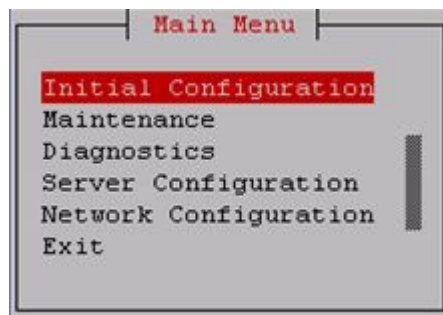 Main Menu
Initial Configuration
Maintenance
Diagnostics
Server Configuration
Network Configuration
Exit